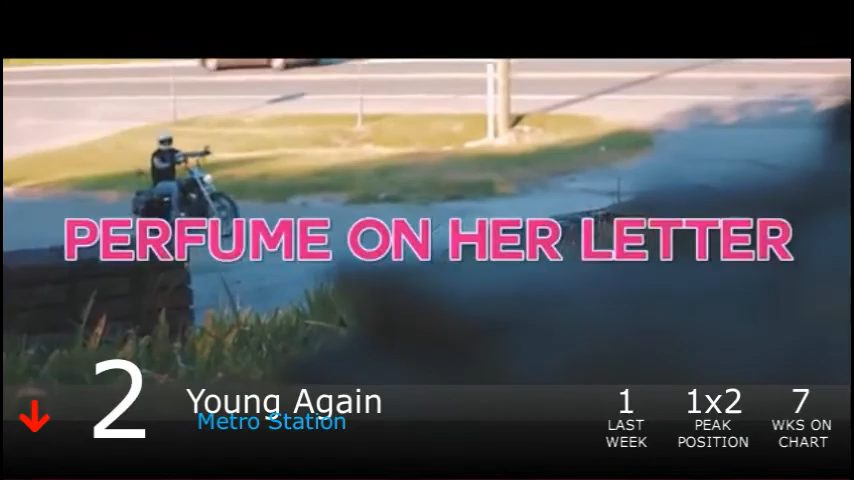 PERFUME ON HER LETTER
2
Young Again
Metro Station
1
LAST
WEEK
1x2
PEAK
POSITION
7
WKS ON
CHART